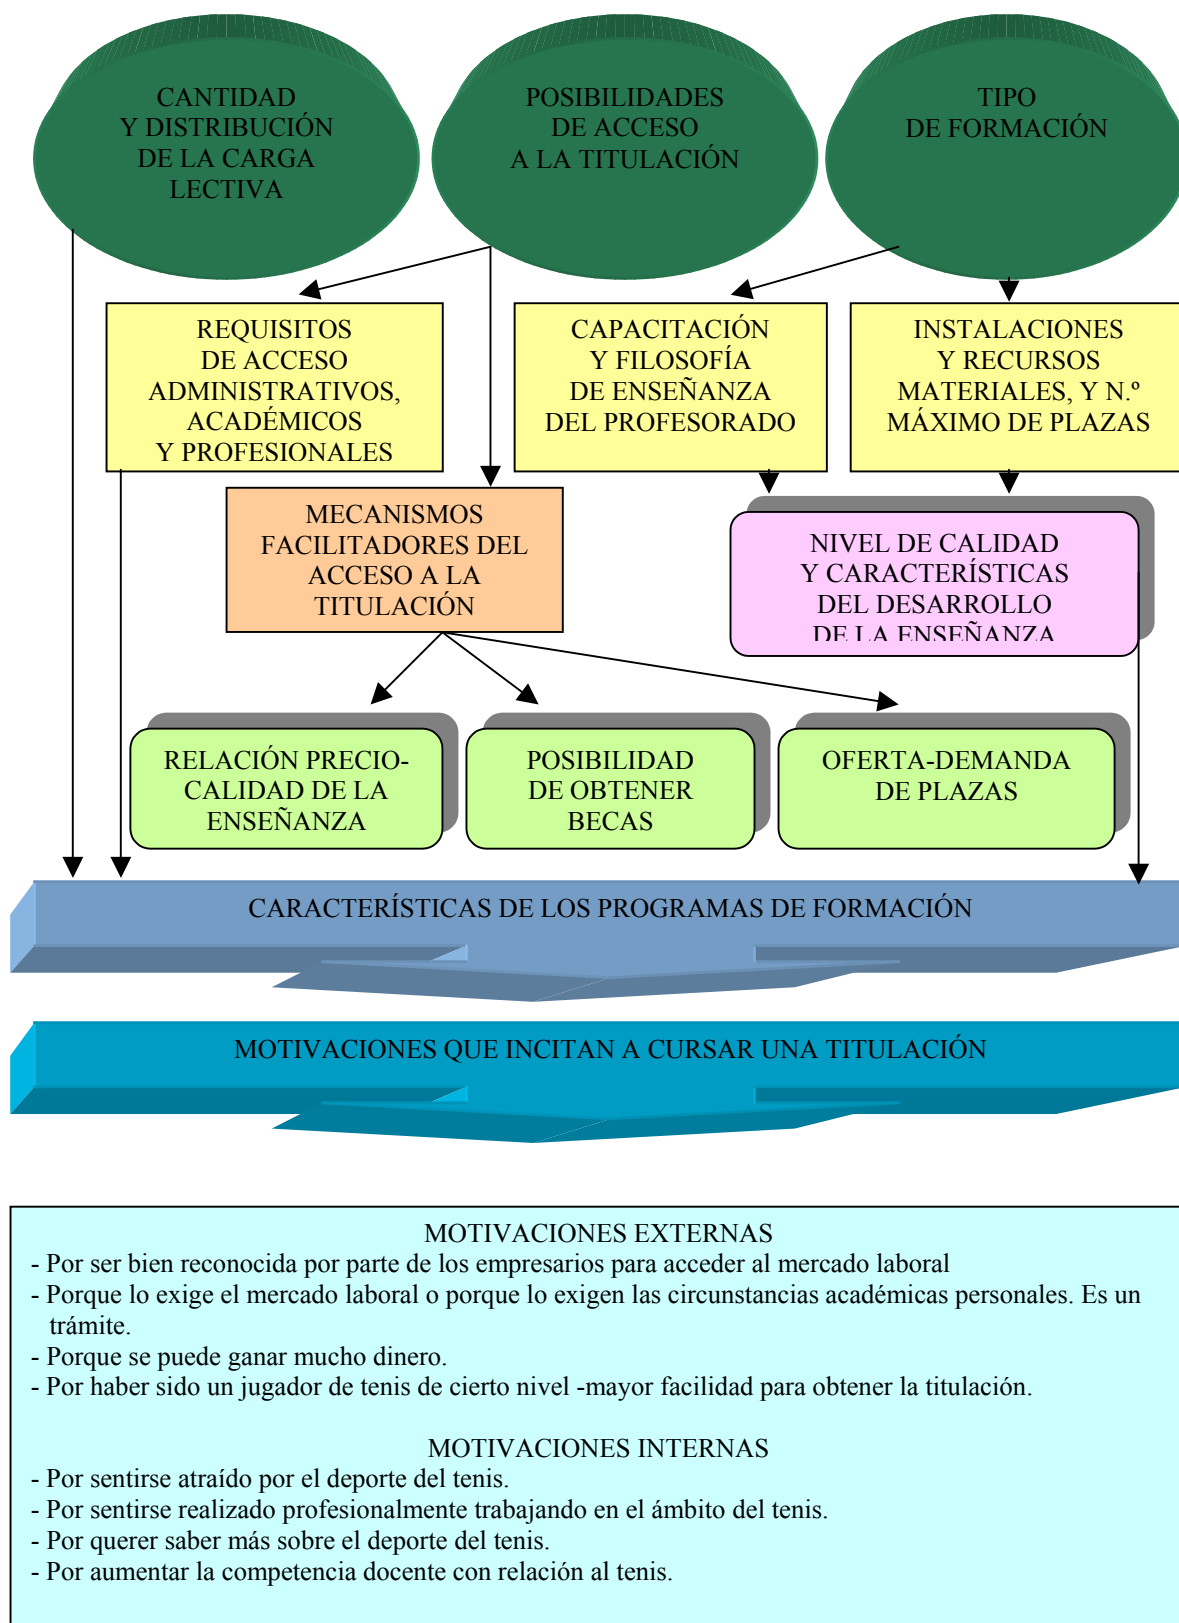 CANTIDAD
Y DISTRIBUCIÓN
DE LA CARGA
LECTIVA
POSIBILIDADES
DE ACCESO
A LA TITULACIÓN
TIPO
DE FORMACIÓN
REQUISITOS
DE ACCESO
ADMINISTRATIVOS,
ACADÉMICOS
Y PROFESIONALES
CAPACITACIÓN
Y FILOSOFÍA
DE ENSEÑANZA
DEL PROFESORADO
INSTALACIONES
Y RECURSOS
MATERIALES, Y N.º
MÁXIMO DE PLAZAS
MECANISMOS
FACILITADORES DEL
ACCESO A LA
TITULACIÓN
NIVEL DE CALIDAD
Y CARACTERÍSTICAS
DEL DESARROLLO
DE LA ENSEÑANZA
RELACIÓN PRECIO-
CALIDAD DE LA
ENSEÑANZA
POSIBILIDAD
DE OBTENER
BECAS
OFERTA-DEMANDA
DE PLAZAS
CARACTERÍSTICAS DE LOS PROGRAMAS DE FORMACIÓN
MOTIVACIONES QUE INCITAN A CURSAR UNA TITULACIÓN
MOTIVACIONES EXTERNAS
- Por ser bien reconocida por parte de los empresarios para acceder al mercado laboral
- Porque lo exige el mercado laboral o porque lo exigen las circunstancias académicas personales. Es un
trámite.
- Porque se puede ganar mucho dinero.
- Por haber sido un jugador de tenis de cierto nivel -mayor facilidad para obtener la titulación.
MOTIVACIONES INTERNAS
- Por sentirse atraído por el deporte del tenis.
- Por sentirse realizado profesionalmente trabajando en el ámbito del tenis.
- Por querer saber más sobre el deporte del tenis.
- Por aumentar la competencia docente con relación al tenis.